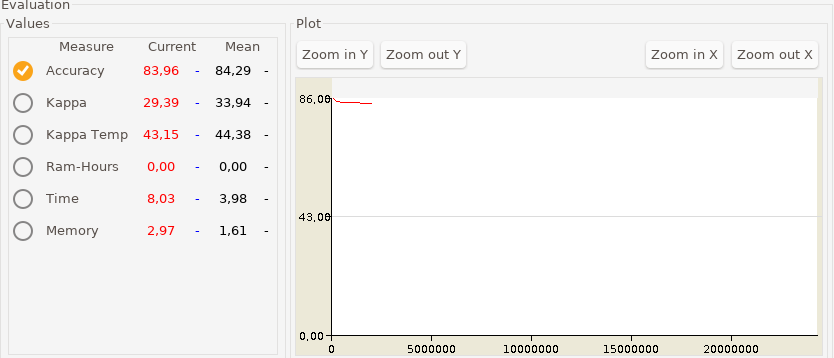 Evaluation
Values
Measure Current Mean
Accuracy 83,96 - 84,29 -
Kappa 29,39 - 33,94 -
Kappa Temp 43,15 - 44,38 -
Ram-Hours 0,00 - 0,00 -
Time 8,03 - 3,98 -
Memory 2,97 - 1,61 -
Plot
Zoom in Y Zoom out Y Zoom in X Zoom out X
86,00
43,00
0,00
0 5000000 10000000 15000000 20000000